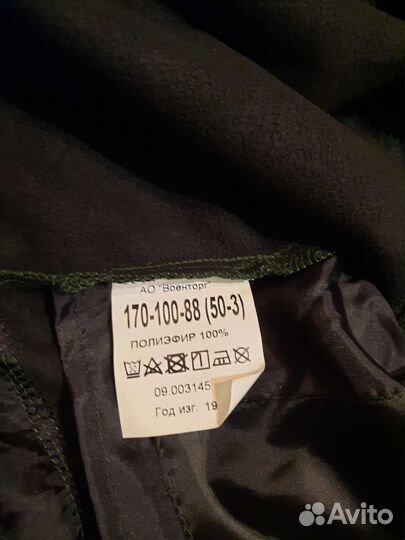 АО "Военторг"
170-100-88 (50-3)
ПОЛИЭФИР 100%
09.003145
Год изг. 19
Avito